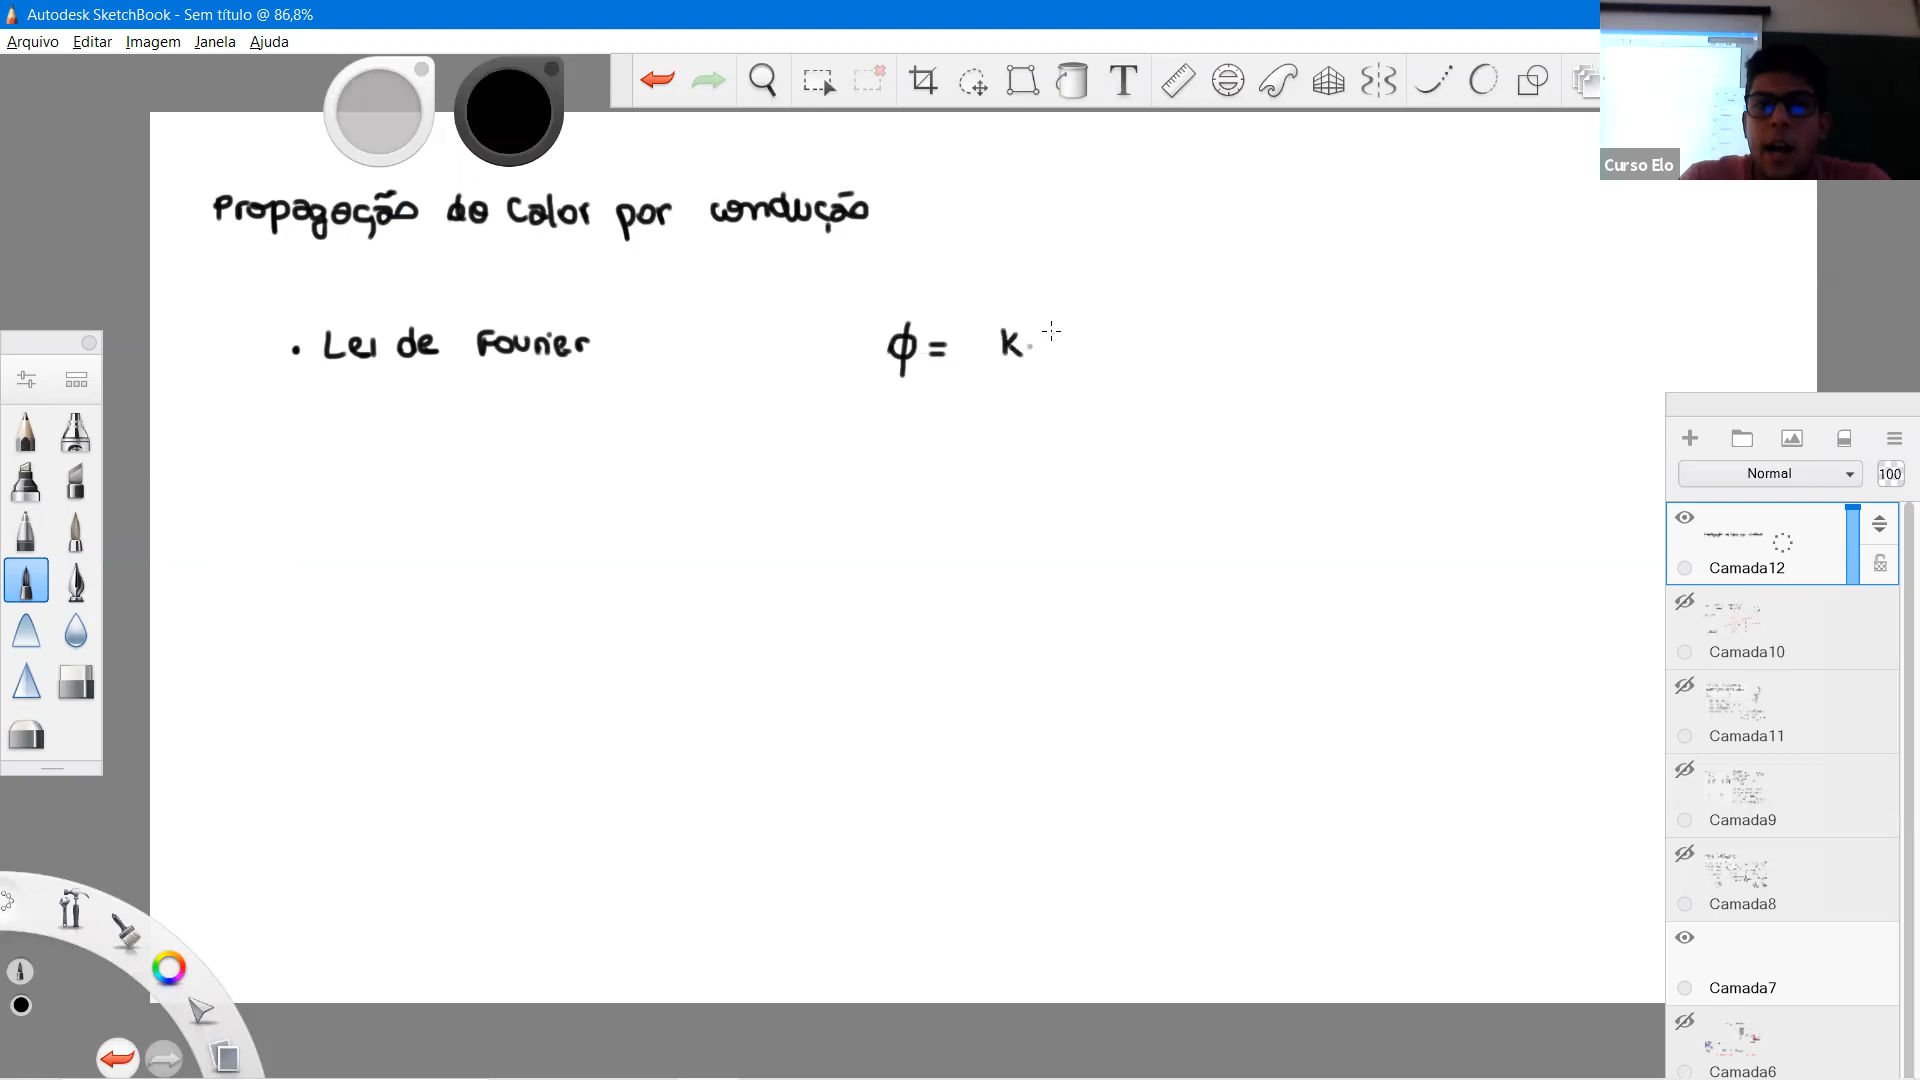 Autodesk SketchBook - Sem título @ 86,8%
Arquivo Editar Imagem Janela Ajuda
T
Curso Elo
Propagação do Calor por condução
• Lei de Fourier
ϕ = K .
Normal
100
Camada12
Camada10
Camada11
Camada9
Camada8
Camada7
Camada6